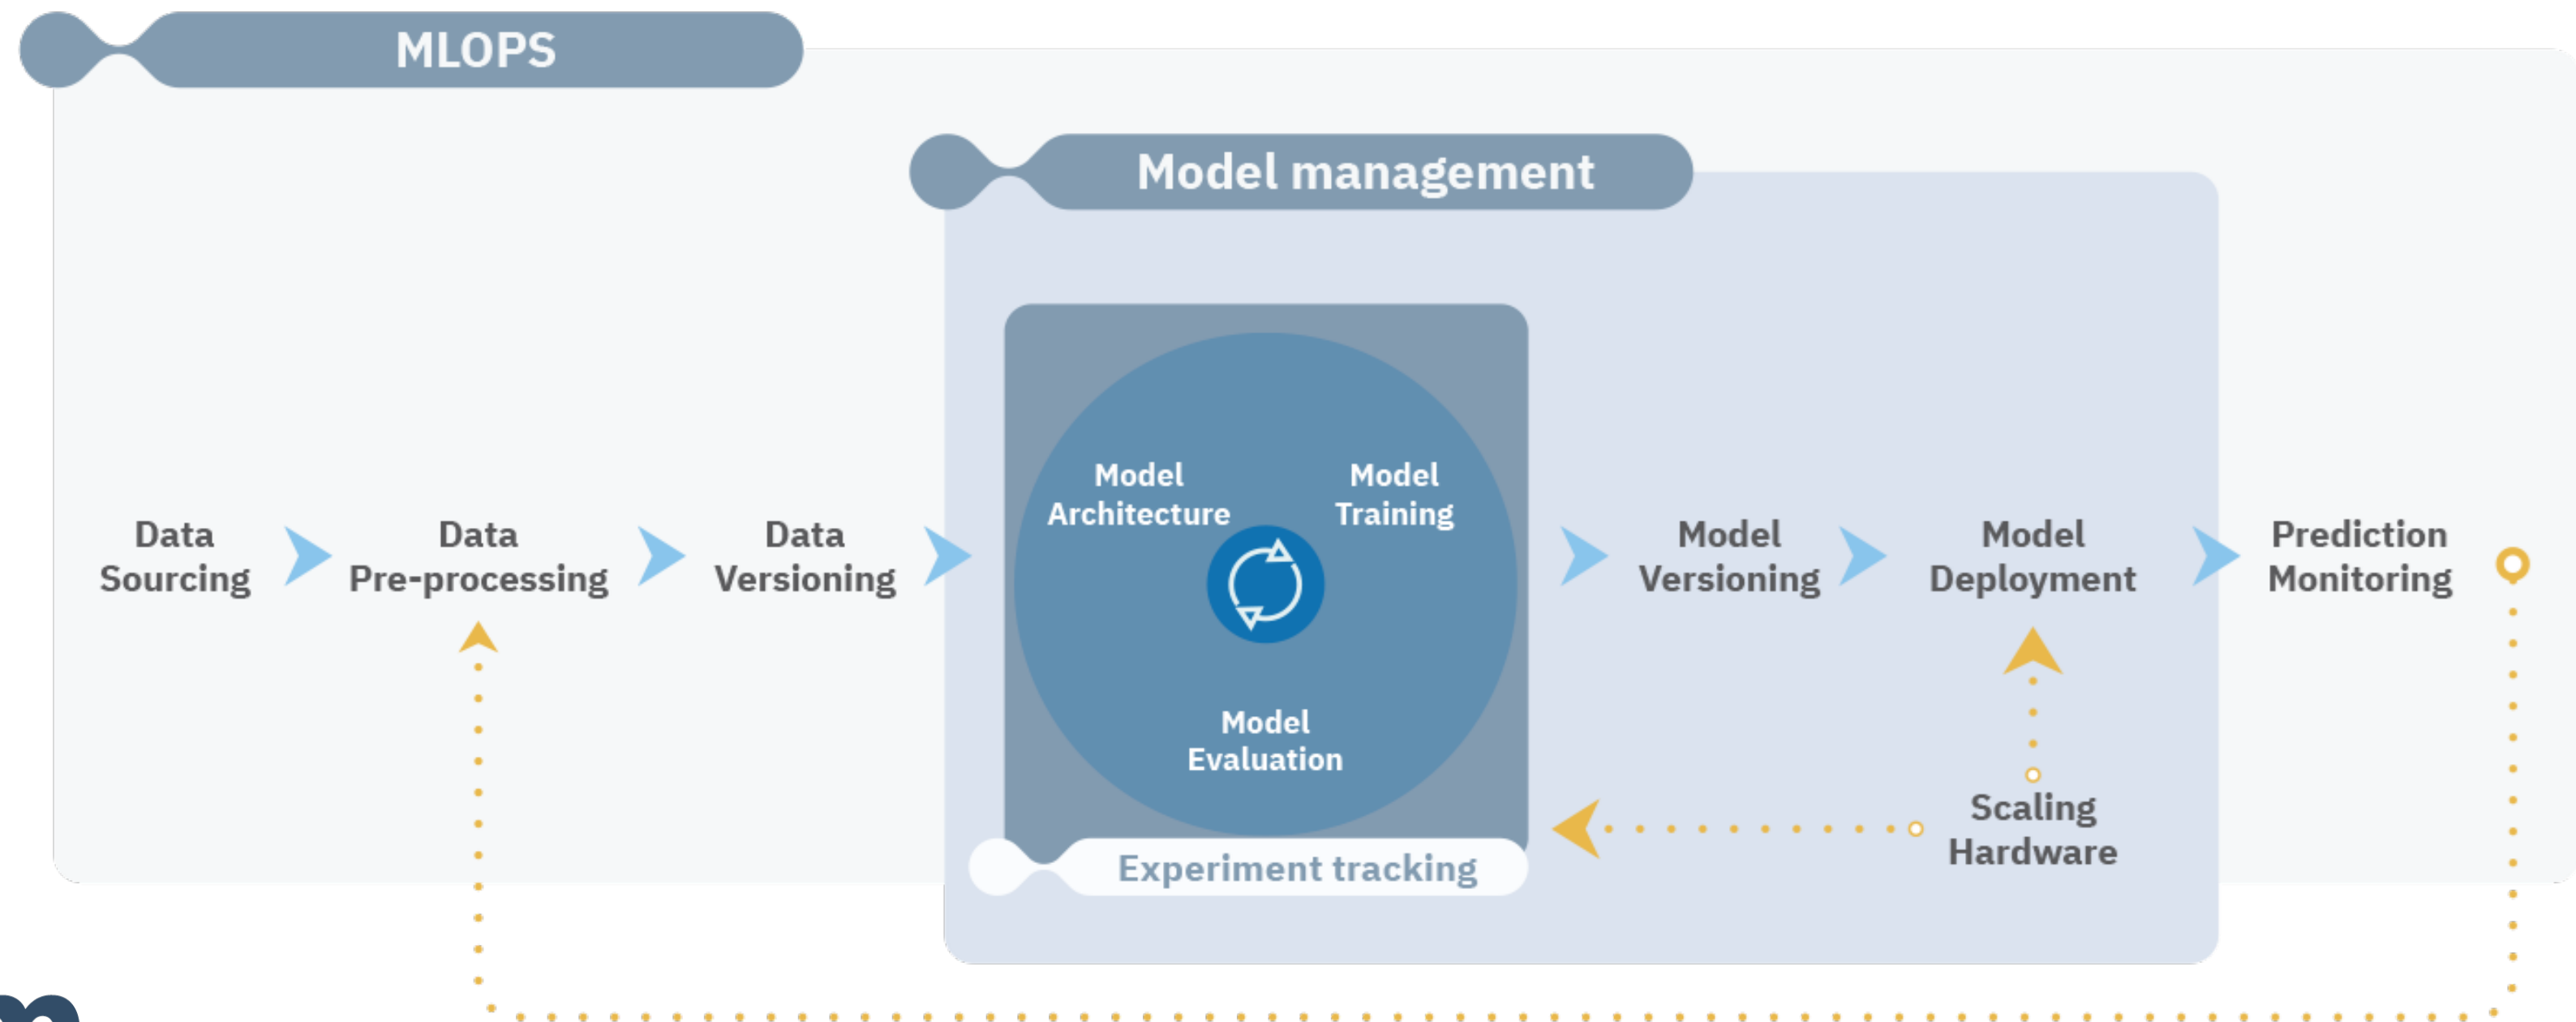 MLOPS
Model management
Data
Sourcing
Data
Pre-processing
Data
Versioning
Model
Architecture
Model
Training
Model
Evaluation
Experiment tracking
Model
Versioning
Model
Deployment
Scaling
Hardware
Prediction
Monitoring